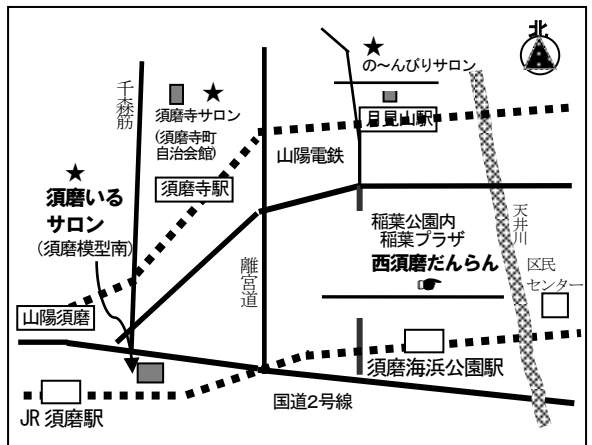 北
の～んびりサロン
千森筋
須磨寺サロン
(須磨寺町
自治会館)
月見山駅
山陽電鉄
須磨寺駅
須磨いる
サロン
(須磨模型南)
稲葉公園内
稲葉プラザ
西須磨だんらん
天井川
区民
センター
離宮道
山陽須磨
須磨海浜公園駅
国道2号線
JR 須磨駅